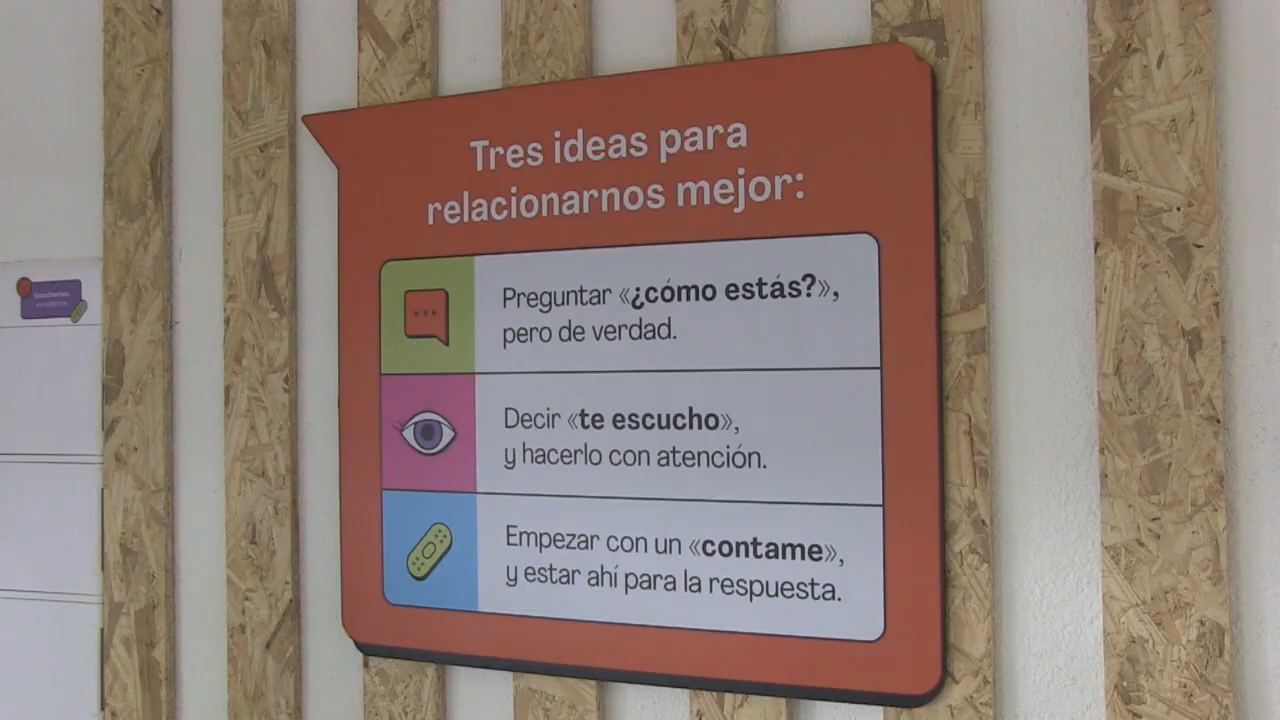 Tres ideas para
relacionarnos mejor:
Preguntar «¿cómo estás?»,
pero de verdad.
Decir «te escucho»,
y hacerlo con atención.
Empezar con un «contame»,
y estar ahí para la respuesta.